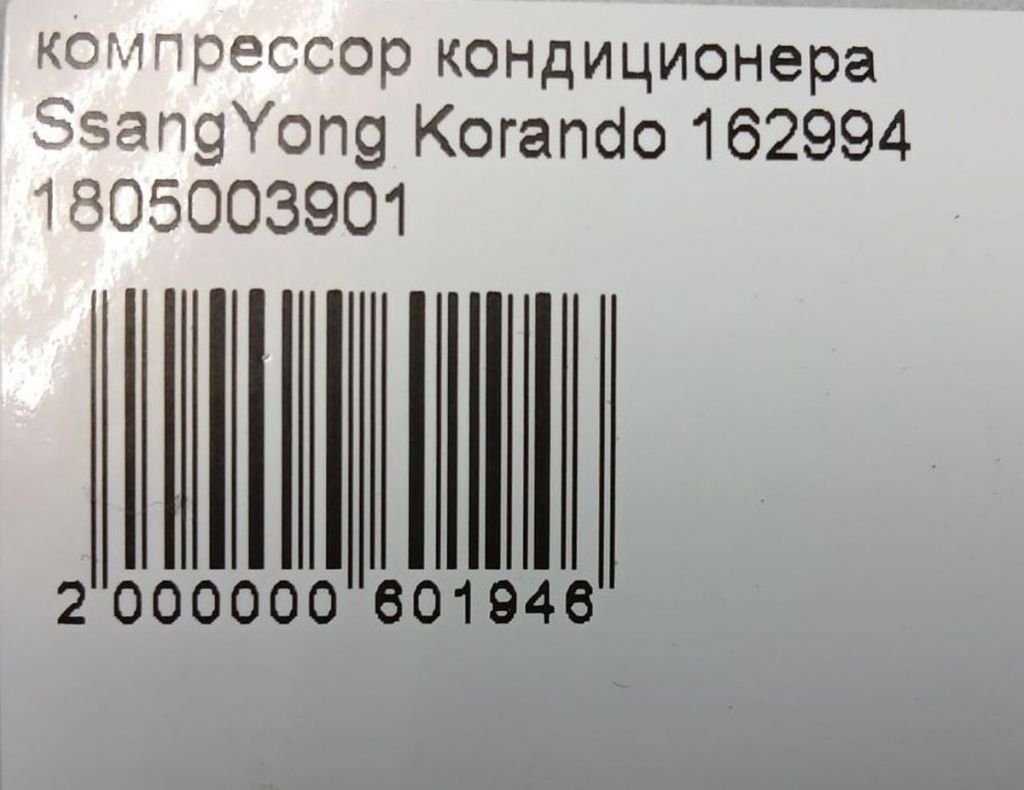 компрессор кондиционера
SsangYong Korando 162994
1805003901
2 000000 601946